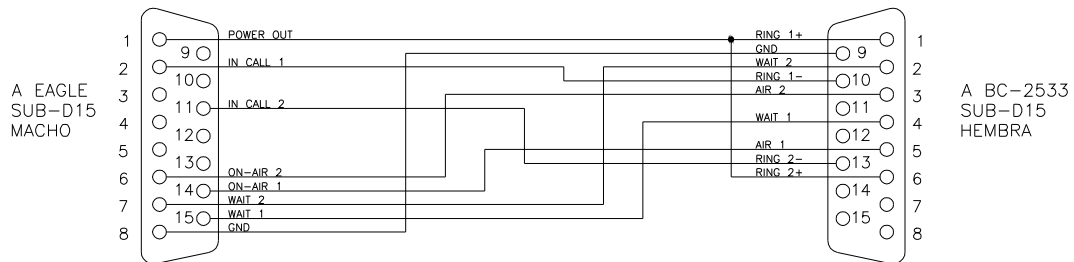 A EAGLE
SUB-D15
MACHO
1
2
3
4
5
6
7
8
9
10
11
12
13
14
15
POWER OUT
IN CALL 1
IN CALL 2
ON-AIR 2
ON-AIR 1
WAIT 2
WAIT 1
GND
RING 1+
GND
WAIT 2
RING 1-
AIR 2
WAIT 1
AIR 1
RING 2-
RING 2+
9
10
11
12
13
14
15
1
2
3
4
5
6
7
8
A BC-2533
SUB-D15
HEMBRA